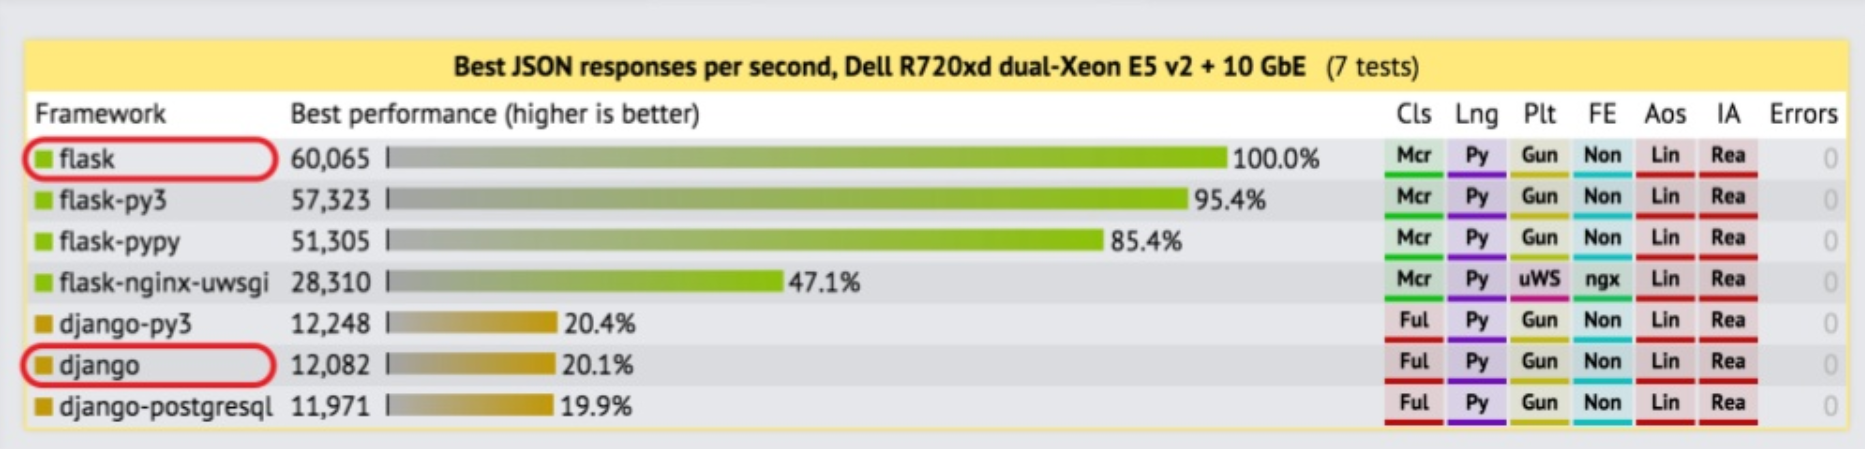 Best JSON responses per second, Dell R720xd dual-Xeon E5 v2 + 10 GbE (7 tests)
Framework Best performance (higher is better) Cls Lng Plt FE Aos IA Errors
flask 60,065 100.0% Mcr Py Gun Non Lin Rea 0
flask-py3 57,323 95.4% Mcr Py Gun Non Lin Rea 0
flask-pypy 51,305 85.4% Mcr Py Gun Non Lin Rea 0
flask-nginx-uwsgi 28,310 47.1% Mcr Py uWS ngx Lin Rea 0
django-py3 12,248 20.4% Ful Py Gun Non Lin Rea 0
django 12,082 20.1% Ful Py Gun Non Lin Rea 0
django-postgresql 11,971 19.9% Ful Py Gun Non Lin Rea 0